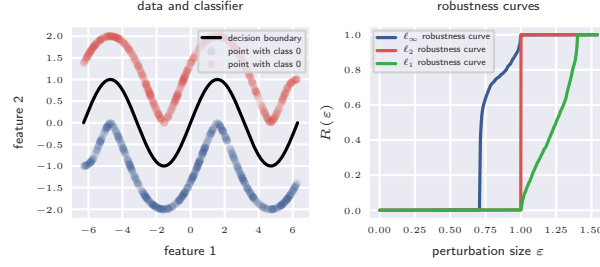 data and classifier
decision boundary
point with class 0
point with class 0
2.0
1.5
1.0
0.5
0.0
−0.5
−1.0
−1.5
−2.0
feature 2
−6 −4 −2 0 2 4 6
feature 1
robustness curves
ℓ∞ robustness curve
ℓ2 robustness curve
ℓ1 robustness curve
1.0
0.8
0.6
0.4
0.2
0.0
R(ε)
0.00 0.25 0.50 0.75 1.00 1.25 1.50
perturbation size ε